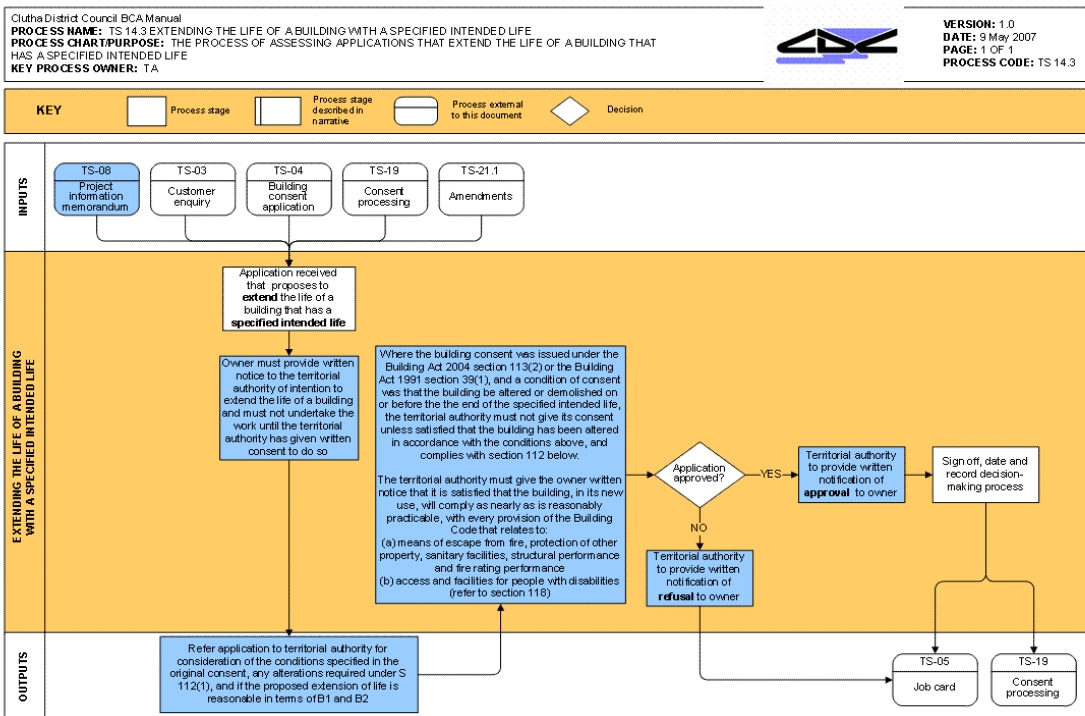 Clutha District Council BCA Manual
PROCESS NAME: TS 14.3 EXTENDING THE LIFE OF A BUILDING WITH A SPECIFIED INTENDED LIFE
PROCESS CHART/PURPOSE: THE PROCESS OF ASSESSING APPLICATIONS THAT EXTEND THE LIFE OF A BUILDING THAT
HAS A SPECIFIED INTENDED LIFE
KEY PROCESS OWNER: TA
CDC
VERSION: 1.0
DATE: 9 May 2007
PAGE: 1 OF 1
PROCESS CODE: TS 14.3
KEY
Process stage
Process stage
described in
narrative
Process external
to this document
Decision
INPUTS
TS-08
Project
information
memorandum
TS-03
Customer
enquiry
TS-04
Building
consent
application
TS-19
Consent
processing
TS-21.1
Amendments
EXTENDING THE LIFE OF A BUILDING
WITH A SPECIFIED INTENDED LIFE
Application received
that proposes to
extend the life of a
building that has a
specified intended life
Owner must provide written
notice to the territorial
authority of intention to
extend the life of a building
and must not undertake the
work until the territorial
authority has given written
consent to do so
Where the building consent was issued under the
Building Act 2004 section 113(2) or the Building
Act 1991 section 39(1), and a condition of consent
was that the building be altered or demolished on
or before the the end of the specified intended life,
the territorial authority must not give its consent
unless satisfied that the building has been altered
in accordance with the conditions above, and
complies with section 112 below.
The territorial authority must give the owner written
notice that it is satisfied that the building, in its new
use, will comply as nearly as is reasonably
practicable, with every provision of the Building
Code that relates to:
(a) means of escape from fire, protection of other
property, sanitary facilities, structural performance
and fire rating performance
(b) access and facilities for people with disabilities
(refer to section 118)
Application
approved?
YES
NO
Territorial authority
to provide written
notification of
approval to owner
Sign off, date and
record decision-
making process
Territorial authority
to provide written
notification of
refusal to owner
OUTPUTS
Refer application to territorial authority for
consideration of the conditions specified in the
original consent, any alterations required under S
112(1), and if the proposed extension of life is
reasonable in terms of B1 and B2
TS-05
Job card
TS-19
Consent
processing